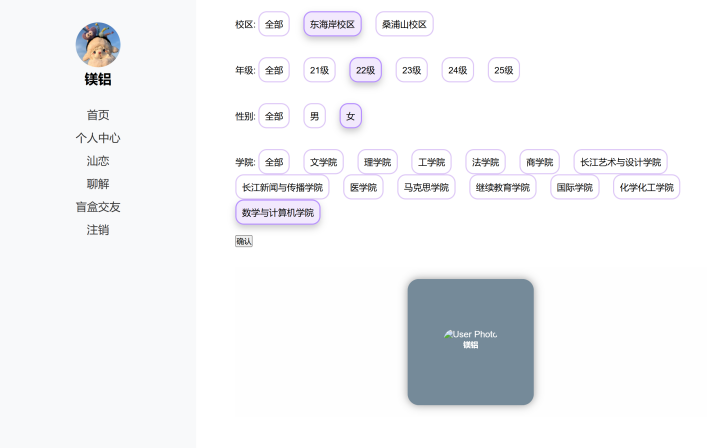 镁铝
首页
个人中心
汕恋
聊解
盲盒交友
注销
校区: 全部 东海岸校区 桑浦山校区
年级: 全部 21级 22级 23级 24级 25级
性别: 全部 男 女
学院: 全部 文学院 理学院 工学院 法学院 商学院 长江艺术与设计学院
长江新闻与传播学院 医学院 马克思学院 继续教育学院 国际学院 化学化工学院
数学与计算机学院
确认
User Photo
镁铝